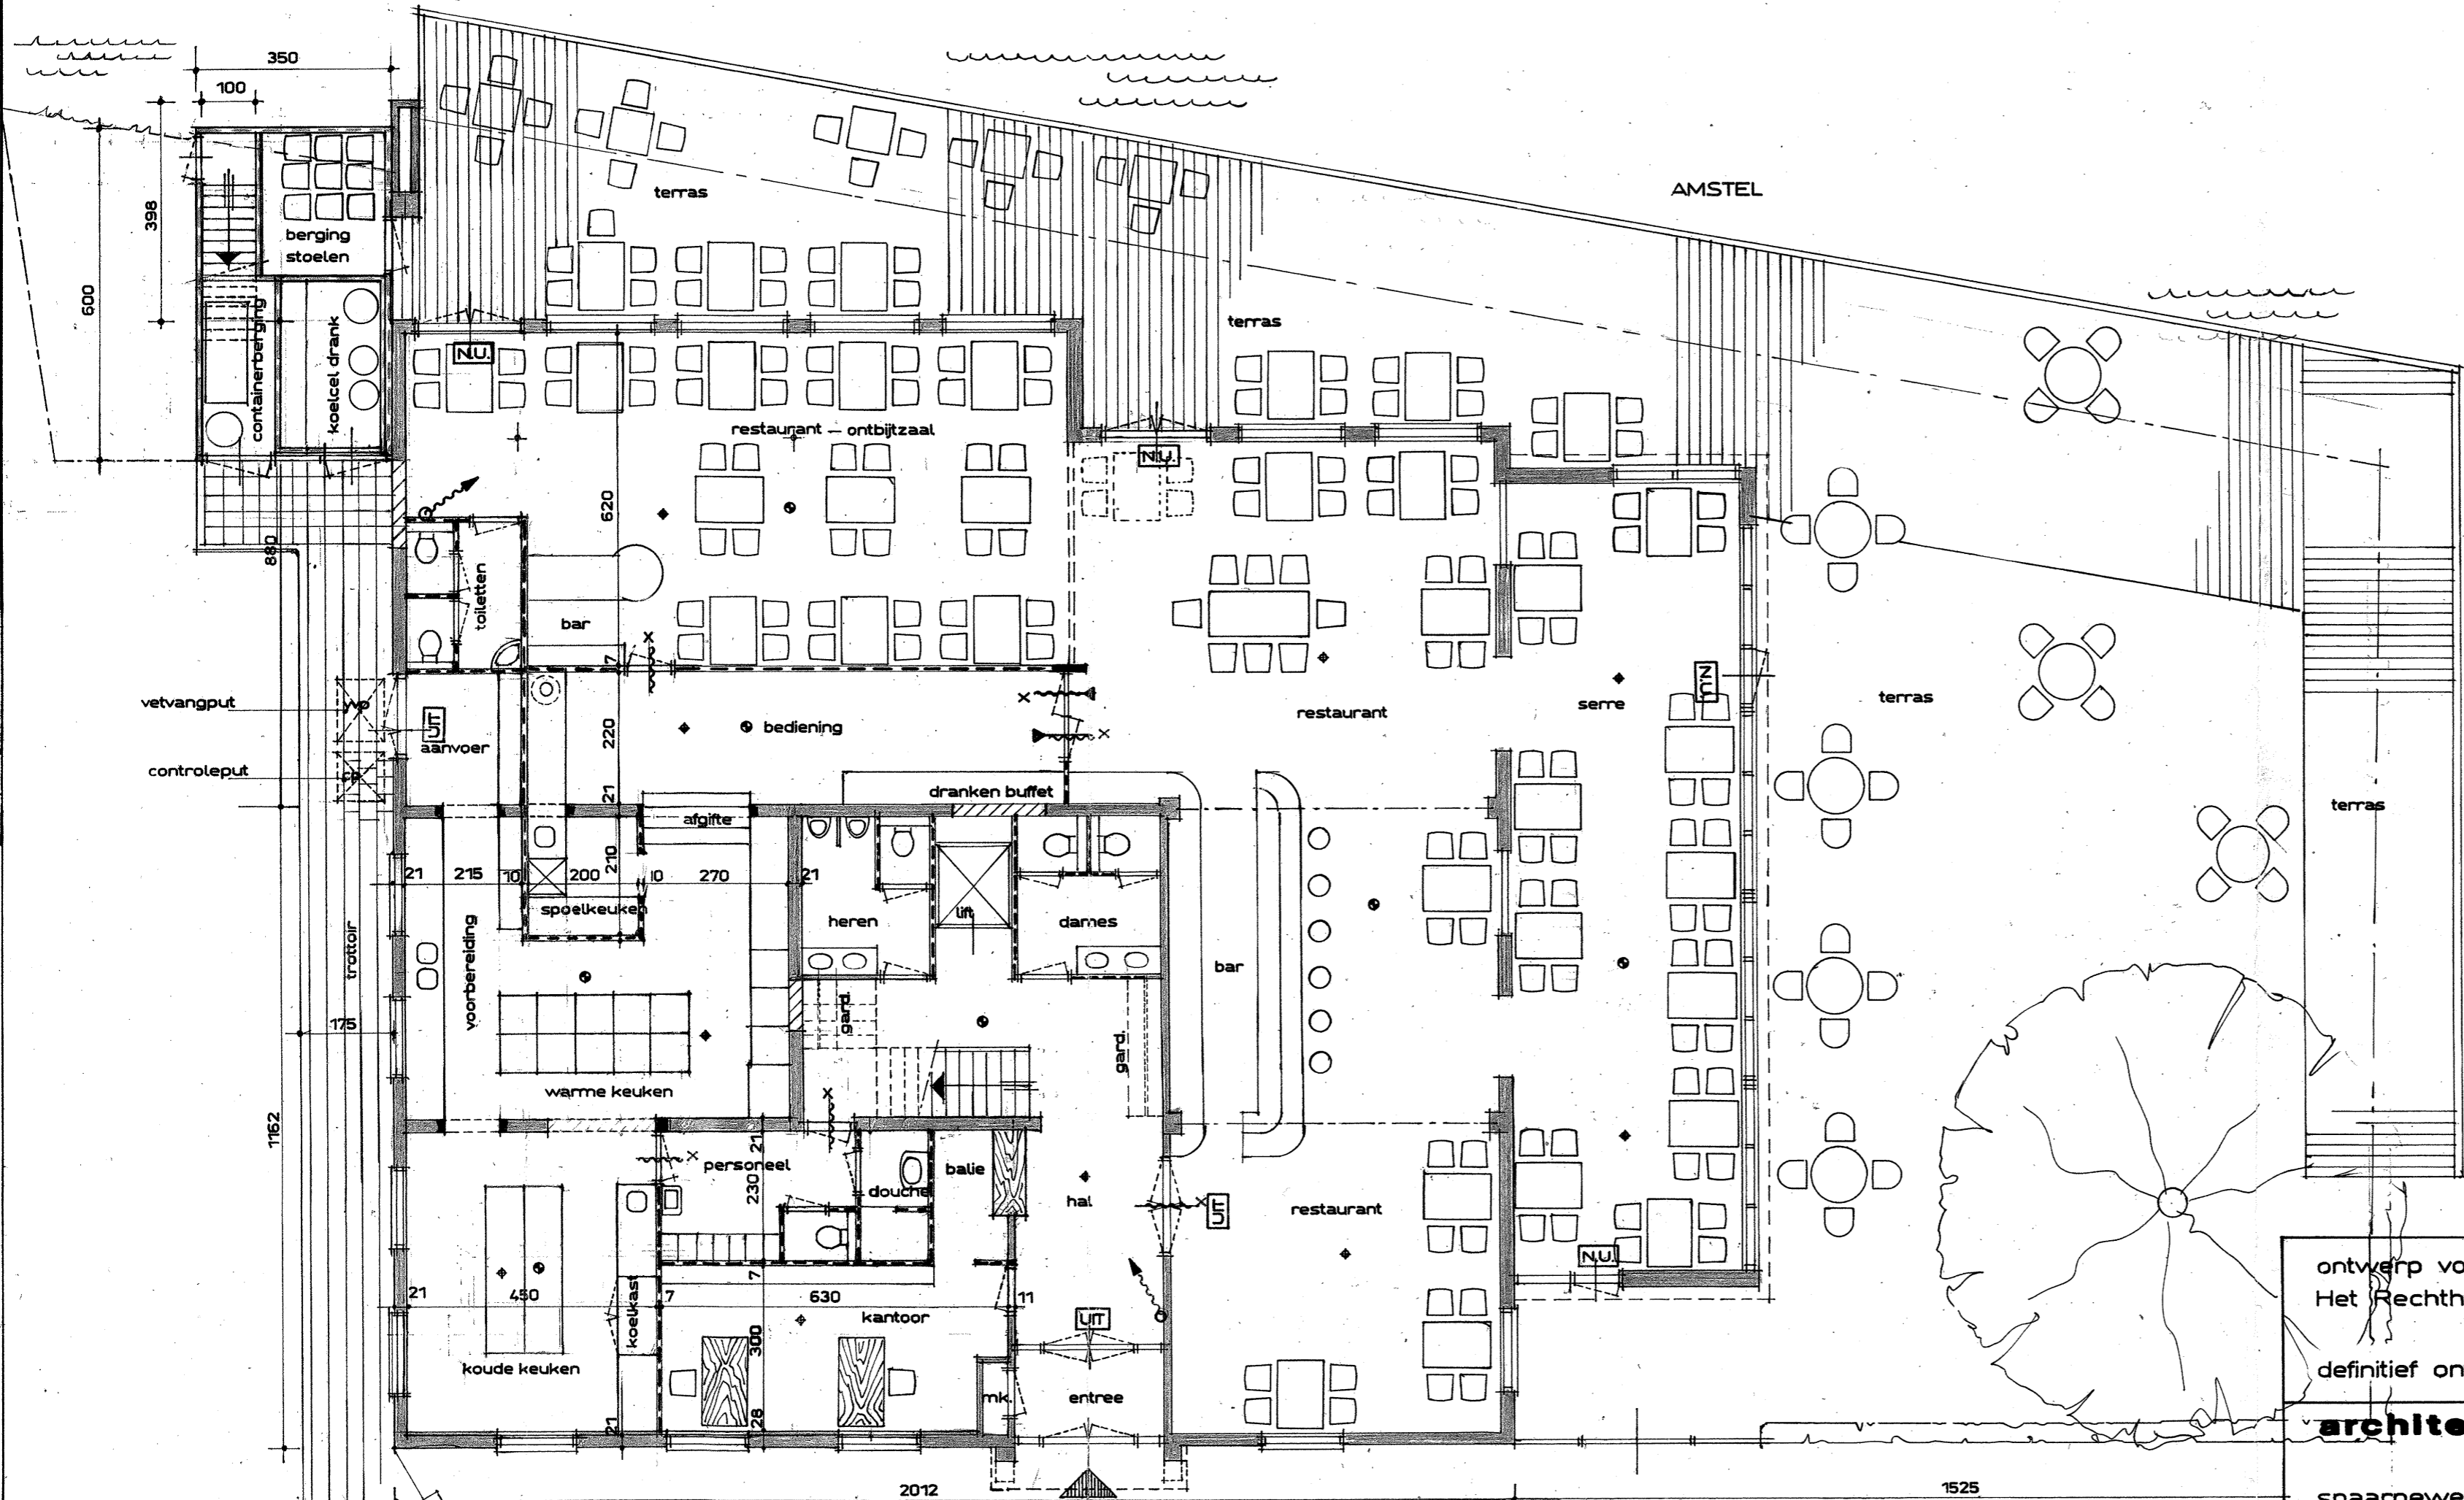 350
100
AMSTEL
terras
398
berging
stoelen
600
containerberging
koelcel drank
terras
N.U.
restaurant — ontbijtzaal
N.U.
620
880
toiletten
bar
7
x
vetvangput
UIT
aanvoer
220
bediening
x
x
restaurant
serre
N.U.
terras
controleput
21
dranken buffet
terras
afgifte
21
215
10
200
210
10
270
21
spoelkeuken
heren
lift
dames
trottoir
voorbereiding
bar
175
gard.
gard.
warme keuken
x
1162
21
x
personeel
230
douche
balie
hal
x
UIT
restaurant
N.U.
7
21
450
7
630
11
koelkast
300
kantoor
UIT
koude keuken
mk.
entree
21
28
2012
1525
ontwerp vo
Het Rechth
definitief on
archite
spaarnewe